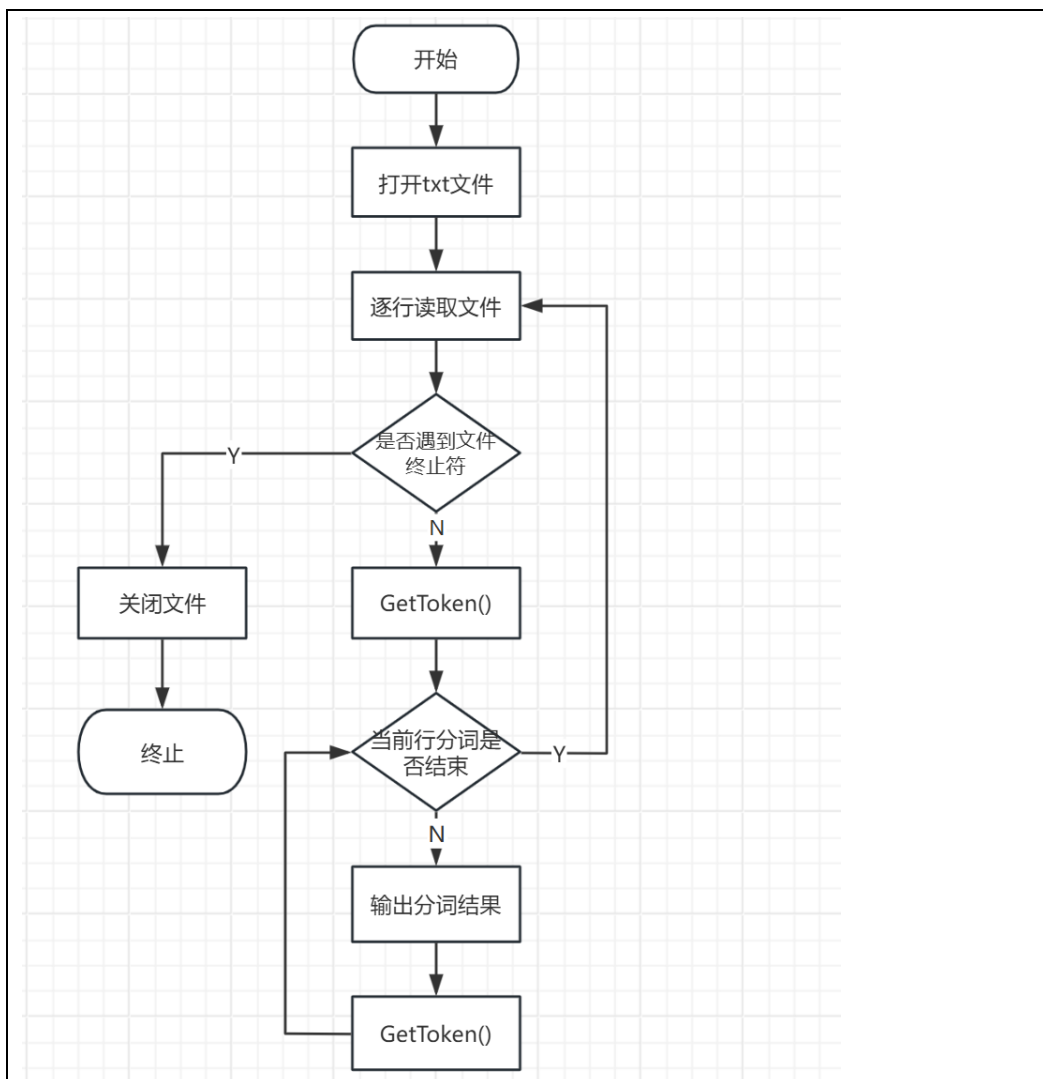 开始
打开txt文件
逐行读取文件
是否遇到文件
终止符
Y
N
关闭文件
GetToken()
终止
当前行分词是
否结束
Y
N
输出分词结果
GetToken()